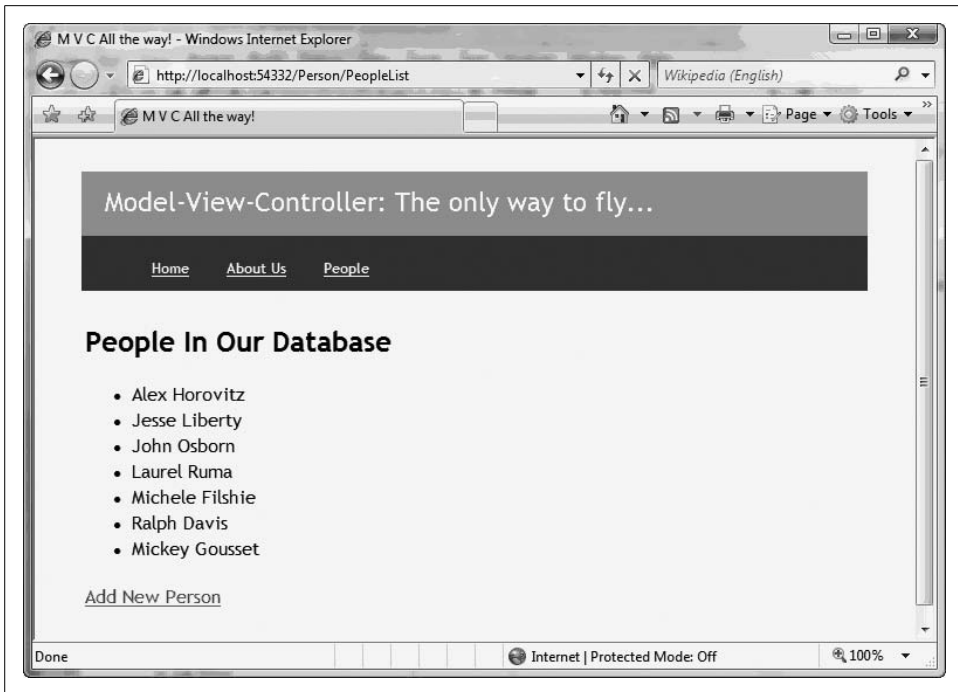 M V C All the way! - Windows Internet Explorer
http://localhost:54332/Person/PeopleList
Wikipedia (English)
M V C All the way!
Page
Tools
Model-View-Controller: The only way to fly...
Home About Us People
People In Our Database
• Alex Horovitz
• Jesse Liberty
• John Osborn
• Laurel Ruma
• Michele Filshie
• Ralph Davis
• Mickey Gousset
Add New Person
Done
Internet | Protected Mode: Off
100%